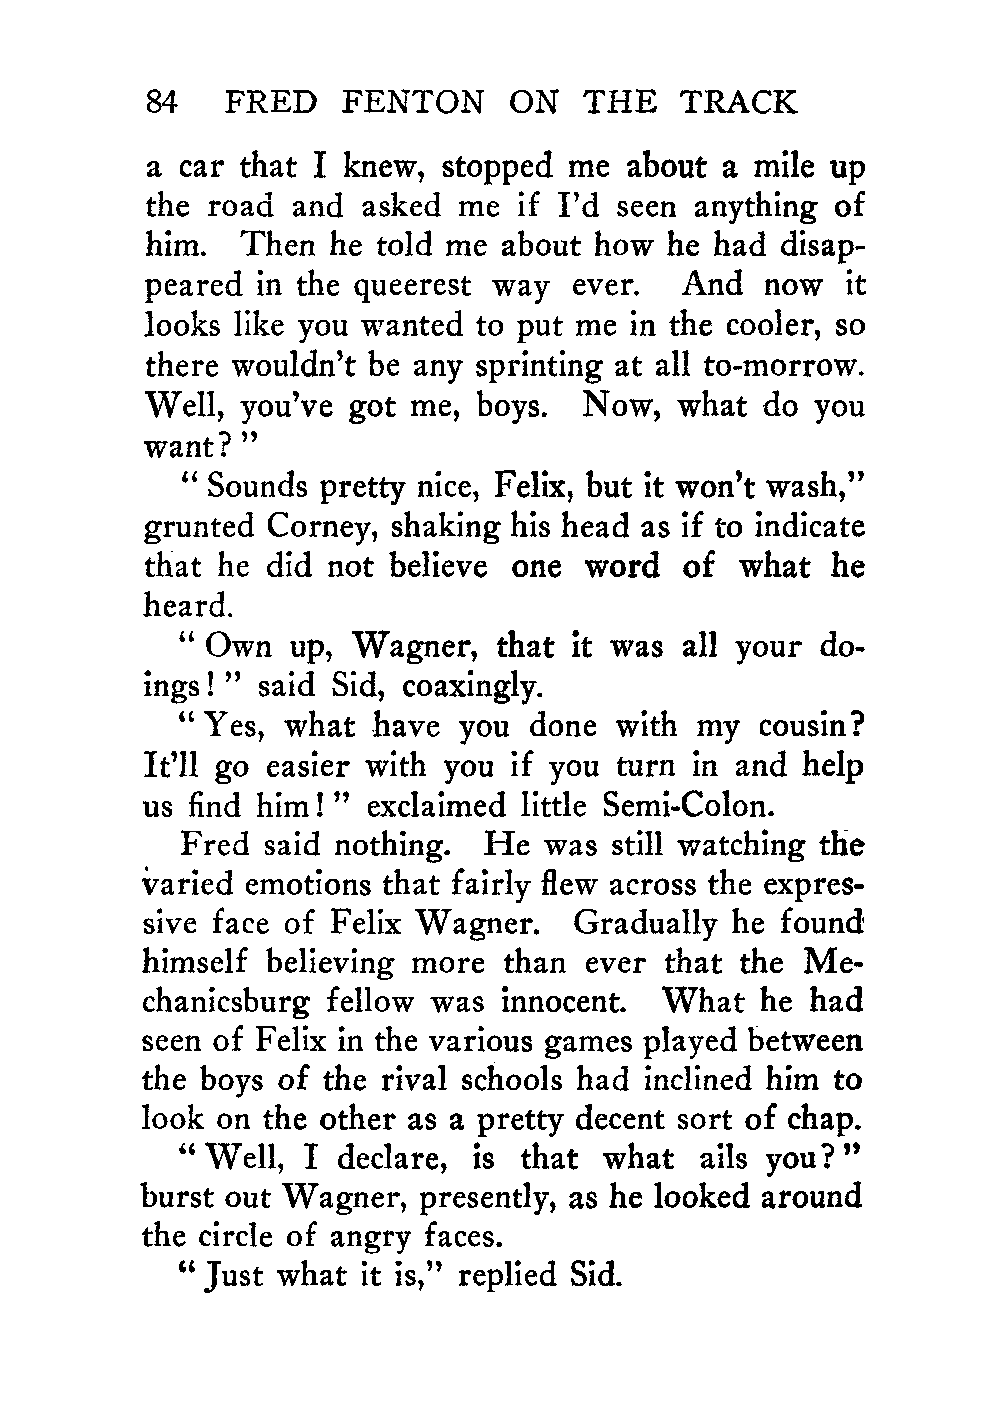 84 FRED FENTON ON THE TRACK
a car that I knew, stopped me about a mile up
the road and asked me if I'd seen anything of
him. Then he told me about how he had disap-
peared in the queerest way ever. And now it
looks like you wanted to put me in the cooler, so
there wouldn't be any sprinting at all to-morrow.
Well, you've got me, boys. Now, what do you
want? "
" Sounds pretty nice, Felix, but it won't wash,"
grunted Corney, shaking his head as if to indicate
that he did not believe one word of what he
heard.
" Own up, Wagner, that it was all your do-
ings! " said Sid, coaxingly.
" Yes, what have you done with my cousin?
It'll go easier with you if you turn in and help
us find him! " exclaimed little Semi-Colon.
Fred said nothing. He was still watching the
varied emotions that fairly flew across the expres-
sive face of Felix Wagner. Gradually he found
himself believing more than ever that the Me-
chanicsburg fellow was innocent. What he had
seen of Felix in the various games played between
the boys of the rival schools had inclined him to
look on the other as a pretty decent sort of chap.
" Well, I declare, is that what ails you? "
burst out Wagner, presently, as he looked around
the circle of angry faces.
" Just what it is," replied Sid.